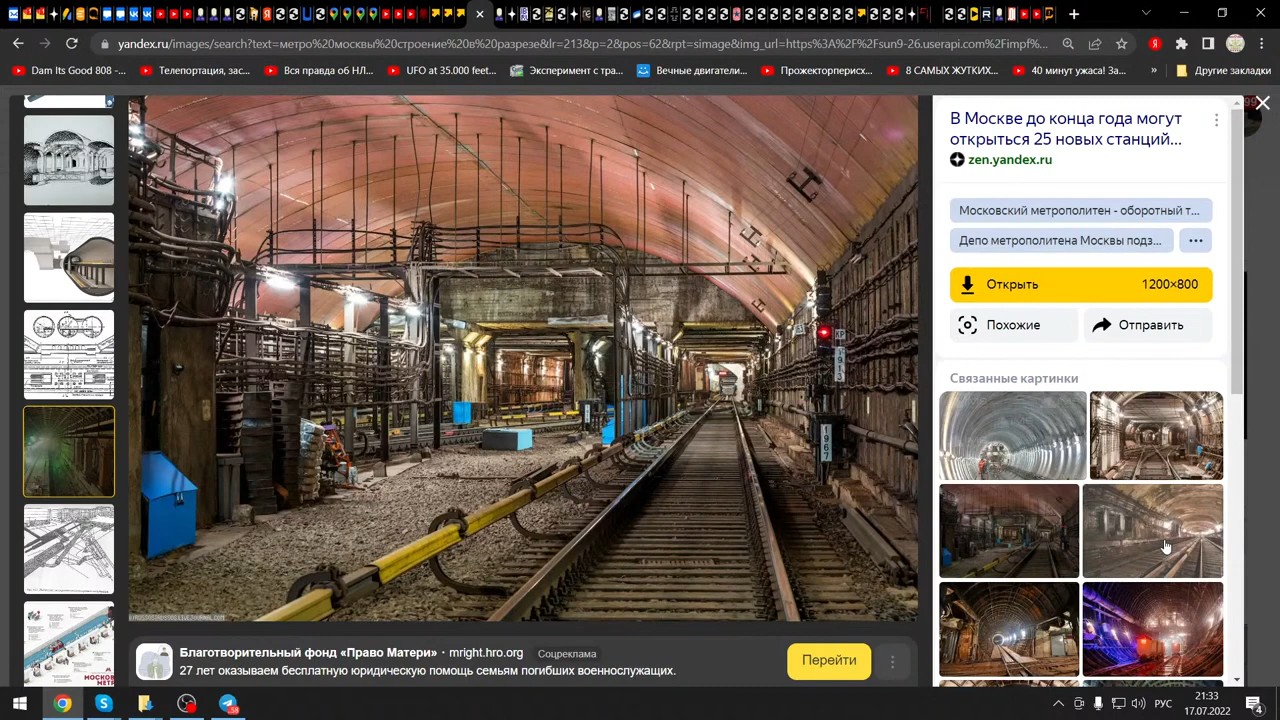 yandex.ru/images/search?text=метро%20москвы%20строение%20в%20разрезе&lr=213&p=2&pos=62&rpt=simage&img_url=https%3A%2F%2Fsun9-26.userapi.com%2Fimpf%...
Dam Its Good 808 -...
Телепортация, зас...
Вся правда об НЛ...
UFO at 35.000 feet...
Эксперимент с тра...
Вечные двигатели...
Прожекторперисх...
8 САМЫХ ЖУТКИХ...
40 минут ужаса! За...
»
Другие закладки
В Москве до конца года могут
открыться 25 новых станций...
zen.yandex.ru
Московский метрополитен - оборотный т...
Депо метрополитена Москвы подз...
Открыть 1200×800
Похожие
Отправить
Связанные картинки
КР
1913
1967
Благотворительный фонд «Право Матери» · mright.hro.org Соцреклама
27 лет оказываем бесплатную юридическую помощь семьям погибших военнослужащих.
Перейти
РУС
21:33
17.07.2022
4